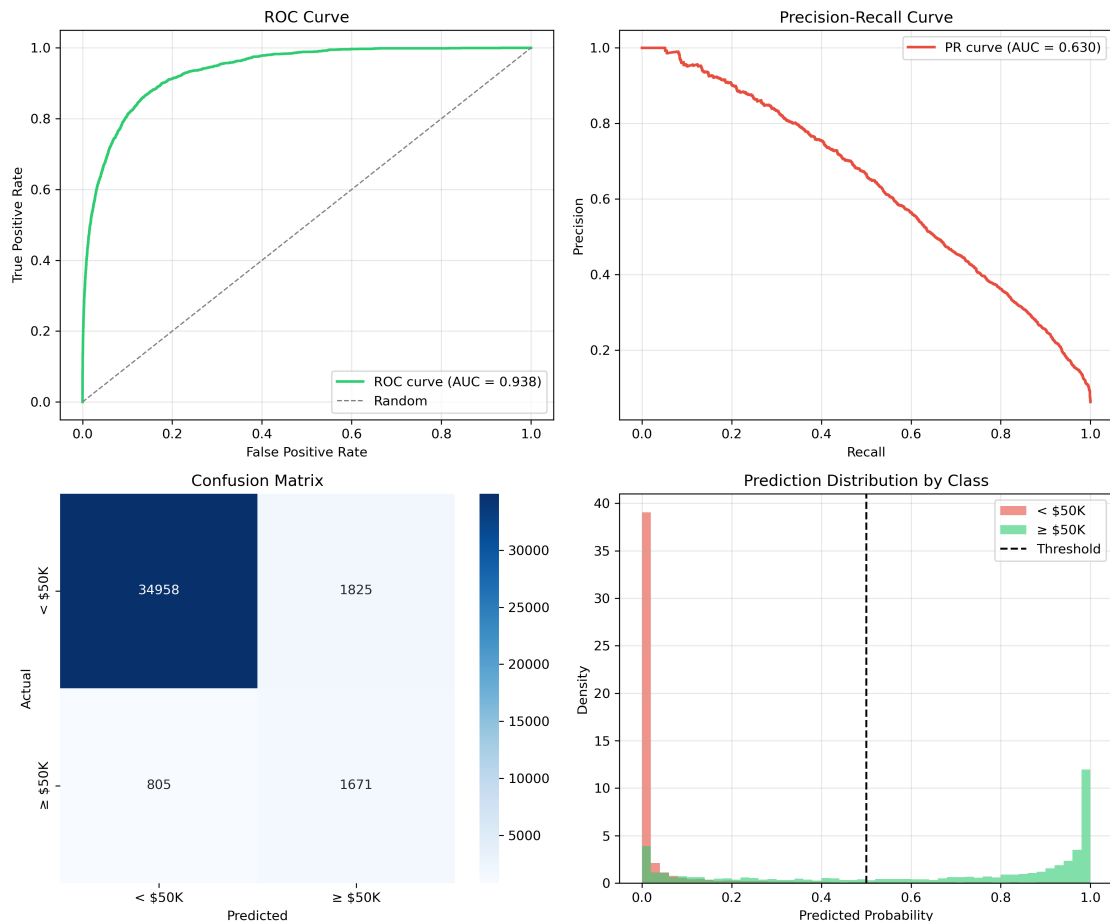 ROC Curve
1.0
0.8
0.6
0.4
0.2
0.0
True Positive Rate
0.0 0.2 0.4 0.6 0.8 1.0
False Positive Rate
ROC curve (AUC = 0.938)
Random
Precision-Recall Curve
1.0
0.8
0.6
0.4
0.2
Precision
0.0 0.2 0.4 0.6 0.8 1.0
Recall
PR curve (AUC = 0.630)
Confusion Matrix
Actual
< $50K
≥ $50K
34958 1825
805 1671
< $50K ≥ $50K
Predicted
30000
25000
20000
15000
10000
5000
Prediction Distribution by Class
40
35
30
25
20
15
10
5
0
Density
0.0 0.2 0.4 0.6 0.8 1.0
Predicted Probability
< $50K
≥ $50K
Threshold